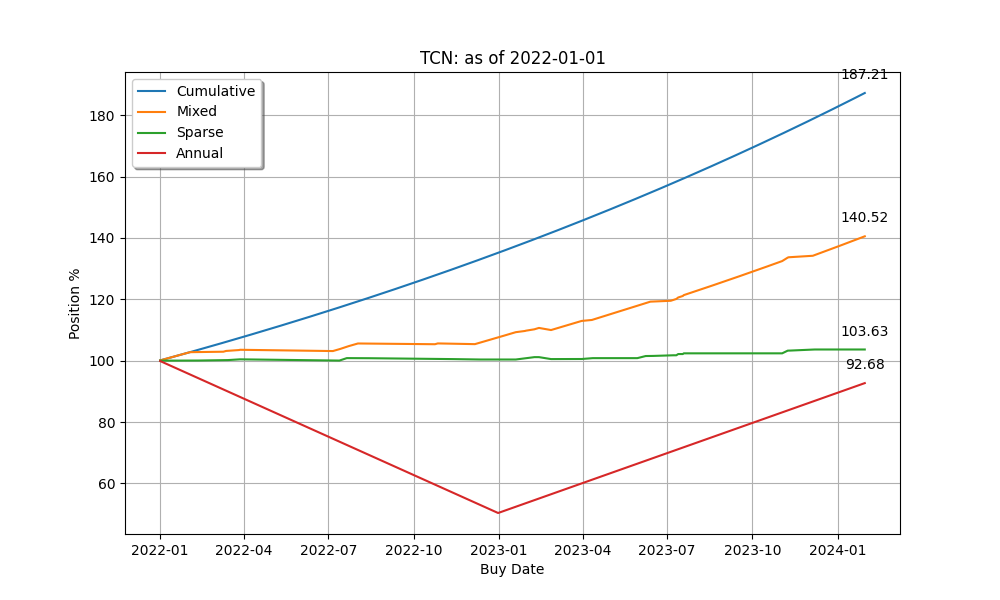 TCN: as of 2022-01-01
187.21
Cumulative
Mixed
Sparse
Annual
180
160
140
120
100
80
60
140.52
103.63
92.68
Position %
2022-01 2022-04 2022-07 2022-10 2023-01 2023-04 2023-07 2023-10 2024-01
Buy Date